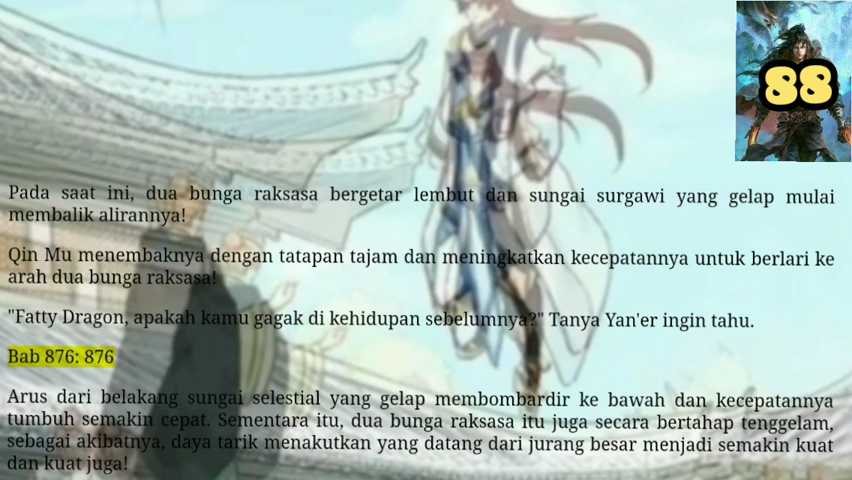 88
Pada saat ini, dua bunga raksasa bergetar lembut dan sungai surgawi yang gelap mulai
membalik alirannya!
Qin Mu menembaknya dengan tatapan tajam dan meningkatkan kecepatannya untuk berlari ke
arah dua bunga raksasa!
"Fatty Dragon, apakah kamu gagak di kehidupan sebelumnya?" Tanya Yan'er ingin tahu.
Bab 876: 876
Arus dari belakang sungai selestial yang gelap membombardir ke bawah dan kecepatannya
tumbuh semakin cepat. Sementara itu, dua bunga raksasa itu juga secara bertahap tenggelam,
sebagai akibatnya, daya tarik menakutkan yang datang dari jurang besar menjadi semakin kuat
dan kuat juga!